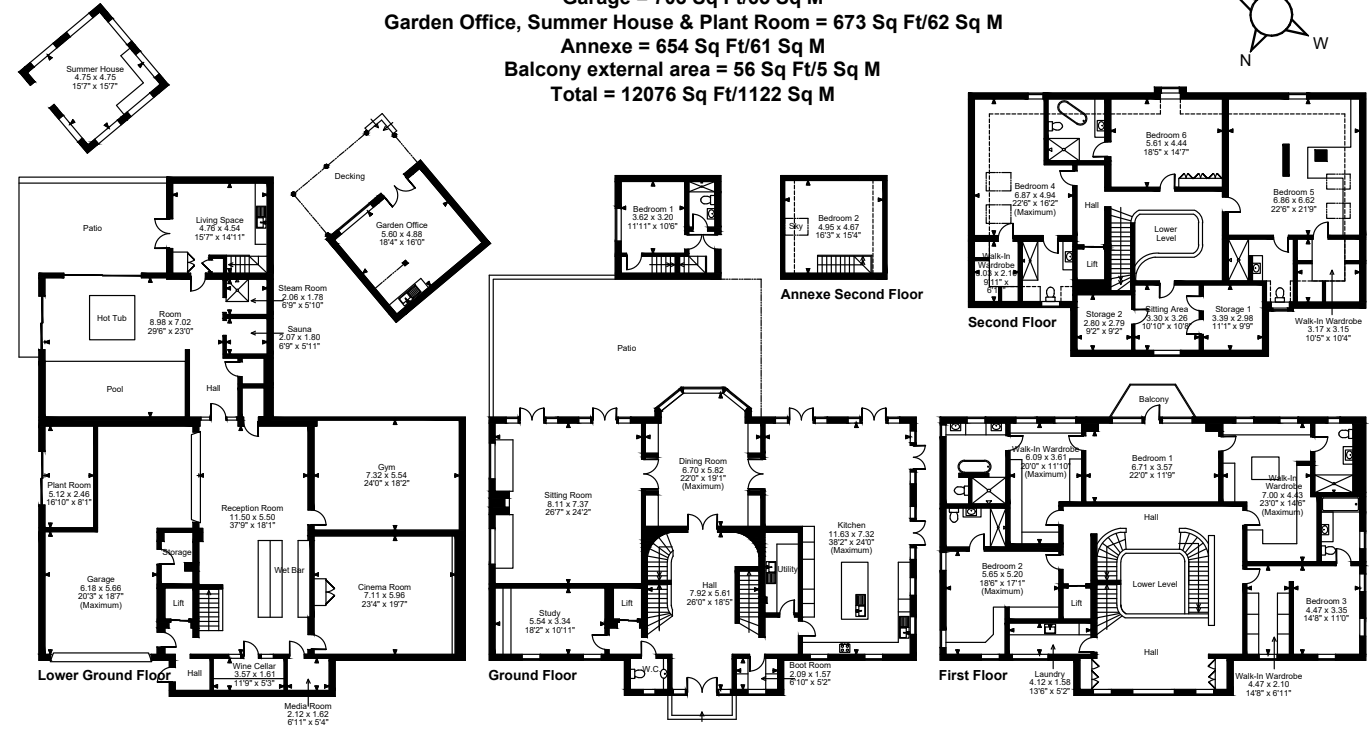 Garden Office, Summer House & Plant Room = 673 Sq Ft/62 Sq M
Annexe = 654 Sq Ft/61 Sq M
Balcony external area = 56 Sq Ft/5 Sq M
Total = 12076 Sq Ft/1122 Sq M
N
W
Summer House
4.75 x 4.75
15'7" x 15'7"
Decking
Garden Office
5.60 x 4.88
18'4" x 16'0"
Patio
Living Space
4.76 x 4.54
15'7" x 14'11"
Steam Room
2.06 x 1.78
6'9" x 5'10"
Hot Tub
Room
8.98 x 7.02
29'6" x 23'0"
Sauna
2.07 x 1.80
6'9" x 5'11"
Pool
Hall
Plant Room
5.12 x 2.46
16'10" x 8'1"
Reception Room
11.50 x 5.50
37'9" x 18'1"
Gym
7.32 x 5.54
24'0" x 18'2"
Storage
Garage
6.18 x 5.66
20'3" x 18'7"
(Maximum)
Lift
Wet Bar
Cinema Room
7.11 x 5.96
23'4" x 19'7"
Hall
Wine Cellar
3.57 x 1.61
11'9" x 5'3"
Media Room
2.12 x 1.62
6'11" x 5'4"
Lower Ground Floor
Bedroom 1
3.62 x 3.20
11'11" x 10'6"
Sky
Bedroom 2
4.95 x 4.67
16'3" x 15'4"
Annexe Second Floor
Patio
Sitting Room
8.11 x 7.37
26'7" x 24'2"
Dining Room
6.70 x 5.82
22'0" x 19'1"
(Maximum)
Kitchen
11.63 x 7.32
38'2" x 24'0"
(Maximum)
Utility
Hall
7.92 x 5.61
26'0" x 18'5"
Study
5.54 x 3.34
18'2" x 10'11"
Lift
W.C
Boot Room
2.09 x 1.57
6'10" x 5'2"
Ground Floor
Bedroom 6
5.61 x 4.44
18'5" x 14'7"
Bedroom 4
6.87 x 4.94
22'6" x 16'2"
(Maximum)
Hall
Lower
Level
Bedroom 5
6.86 x 6.62
22'6" x 21'9"
Walk-In
Wardrobe
Lift
Storage 2
2.80 x 2.79
9'2" x 9'2"
Sitting Area
3.30 x 3.26
10'10" x 10'8"
Storage 1
3.39 x 2.98
11'1" x 9'9"
Walk-In Wardrobe
3.17 x 3.15
10'5" x 10'4"
Second Floor
Balcony
Walk-In Wardrobe
6.09 x 3.61
20'0" x 11'10"
(Maximum)
Bedroom 1
6.71 x 3.57
22'0" x 11'9"
Walk-In
Wardrobe
7.00 x 4.43
23'0" x 14'6"
(Maximum)
Hall
Bedroom 2
5.65 x 5.20
18'6" x 17'1"
(Maximum)
Lower Level
Lift
Bedroom 3
4.47 x 3.35
14'8" x 11'0"
Hall
Laundry
4.12 x 1.58
13'6" x 5'2"
Walk-In Wardrobe
4.47 x 2.10
14'8" x 6'11"
First Floor